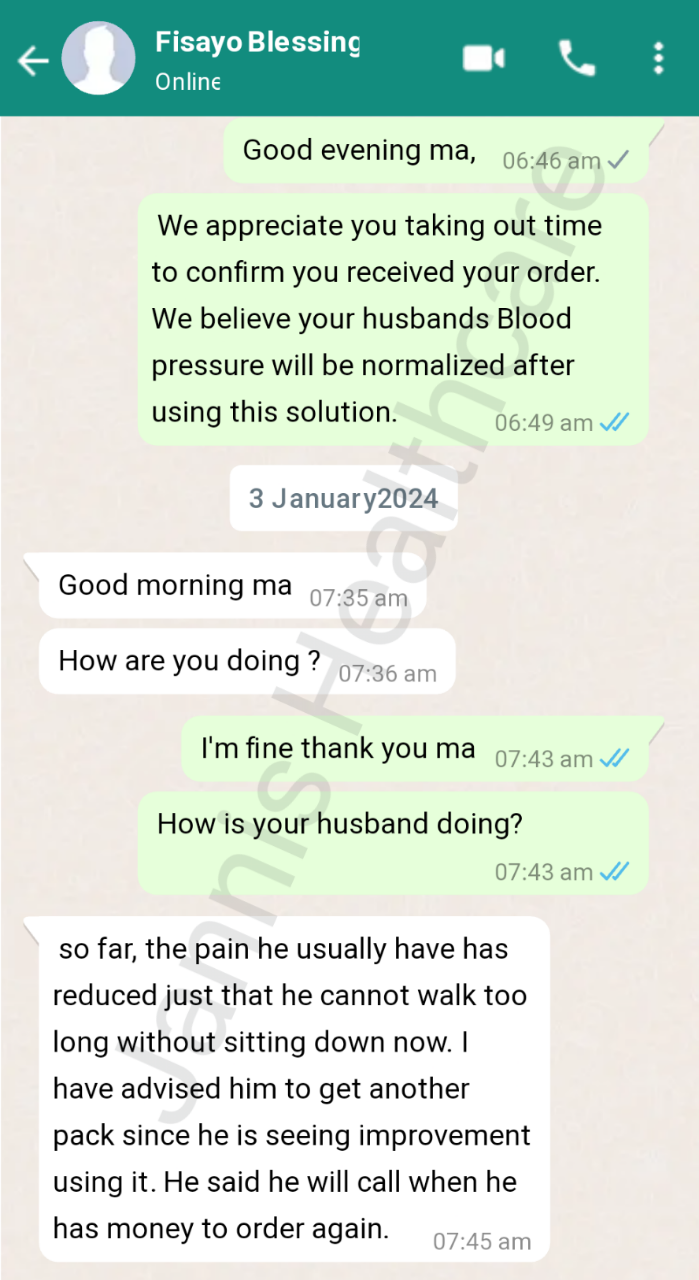 Fisayo Blessing
Online
Good evening ma,
06:46 am
We appreciate you taking out time
to confirm you received your order.
We believe your husbands Blood
pressure will be normalized after
using this solution.
06:49 am
3 January2024
Good morning ma
07:35 am
How are you doing ?
07:36 am
I'm fine thank you ma
07:43 am
How is your husband doing?
07:43 am
so far, the pain he usually have has
reduced just that he cannot walk too
long without sitting down now. I
have advised him to get another
pack since he is seeing improvement
using it. He said he will call when he
has money to order again.
07:45 am
Jannis Healthcare